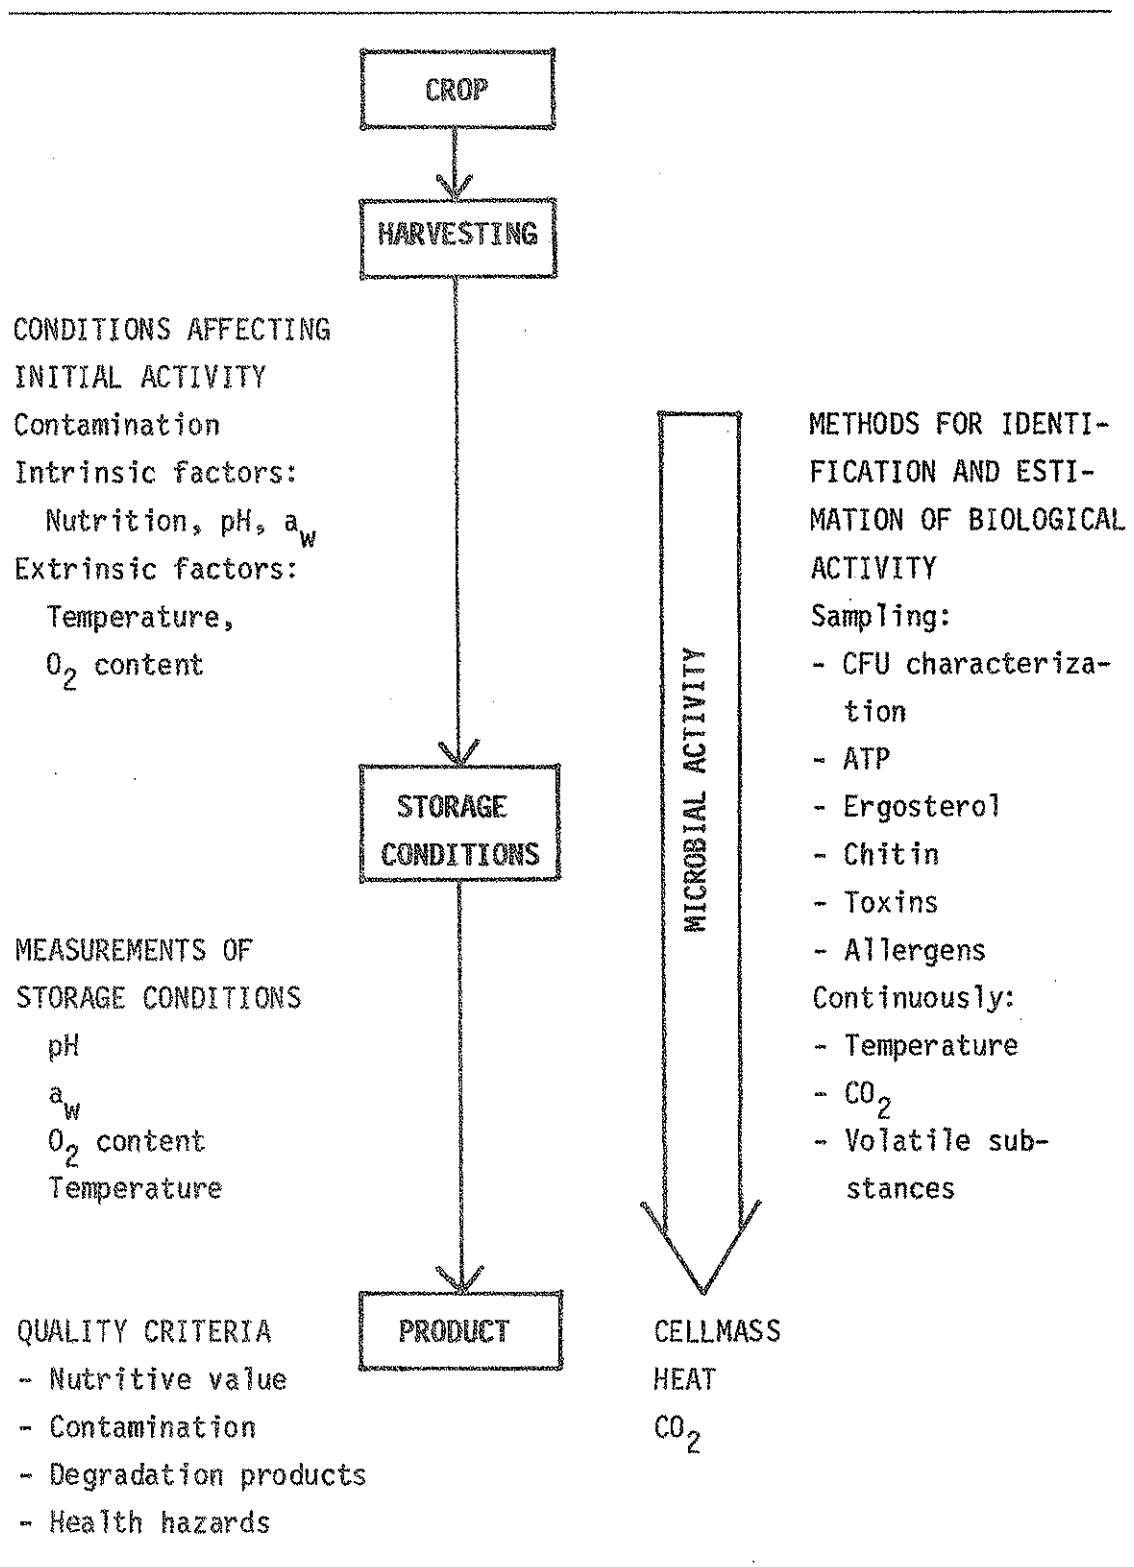 CROP
HARVESTING
CONDITIONS AFFECTING
INITIAL ACTIVITY
Contamination
Intrinsic factors:
Nutrition, pH, a_w
Extrinsic factors:
Temperature,
O₂ content
STORAGE
CONDITIONS
MEASUREMENTS OF
STORAGE CONDITIONS
pH
a_w
O₂ content
Temperature
QUALITY CRITERIA
- Nutritive value
- Contamination
- Degradation products
- Health hazards
PRODUCT
MICROBIAL ACTIVITY
CELLMASS
HEAT
CO₂
METHODS FOR IDENTI-
FICATION AND ESTI-
MATION OF BIOLOGICAL
ACTIVITY
Sampling:
- CFU characteriza-
tion
- ATP
- Ergosterol
- Chitin
- Toxins
- Allergens
Continuously:
- Temperature
- CO₂
- Volatile sub-
stances